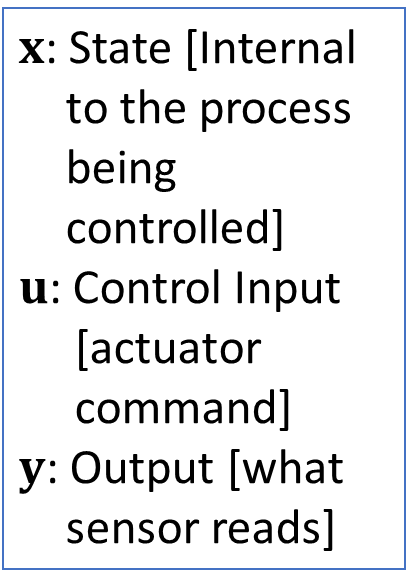 x: State [Internal
to the process
being
controlled]
u: Control Input
[actuator
command]
y: Output [what
sensor reads]